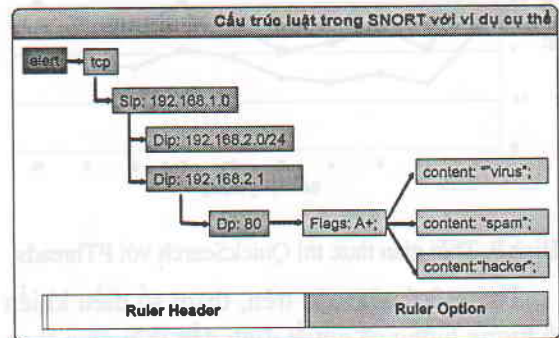 Cấu trúc luật trong SNORT với ví dụ cụ thể
alert
tcp
Sip: 192.168.1.0
Dip: 192.168.2.0/24
Dip: 192.168.2.1
Dp: 80
Flags: A+;
content: "virus";
content: "spam";
content:"hacker";
Ruler Header
Ruler Option